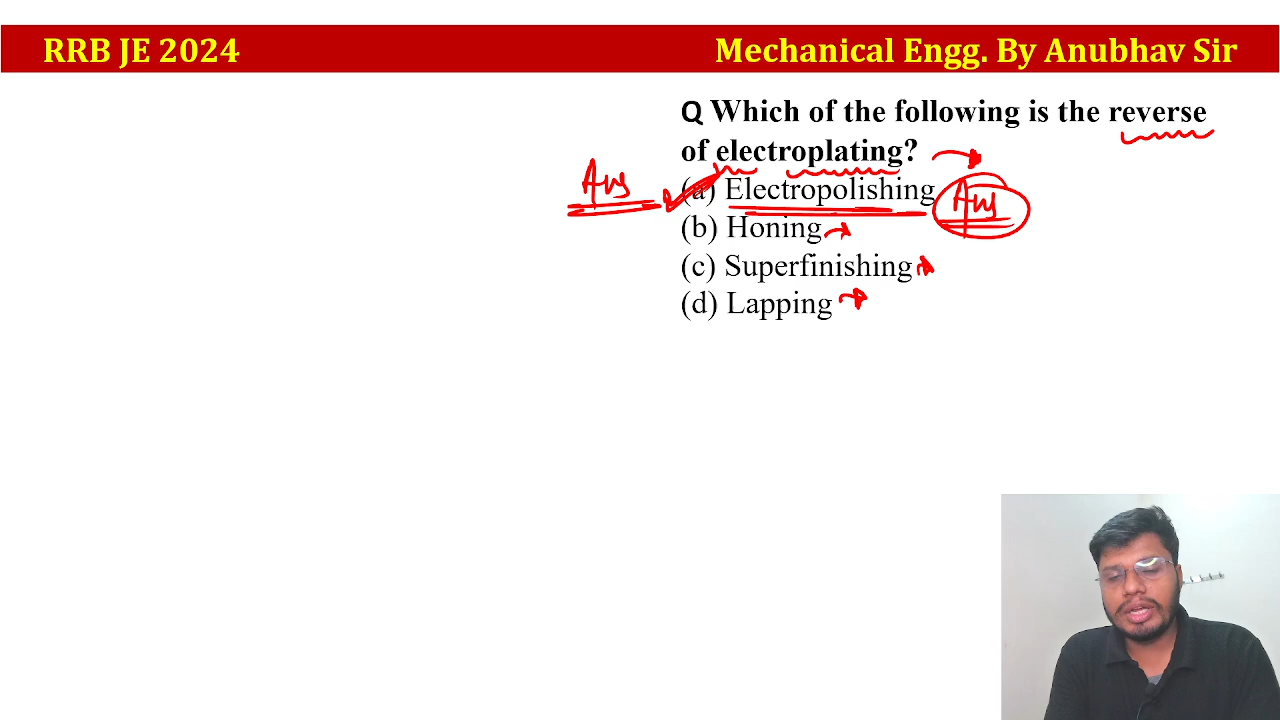 RRB JE 2024
Mechanical Engg. By Anubhav Sir
Q Which of the following is the reverse
of electroplating?
Ans
(a) Electropolishing Ans
(b) Honing
(c) Superfinishing
(d) Lapping